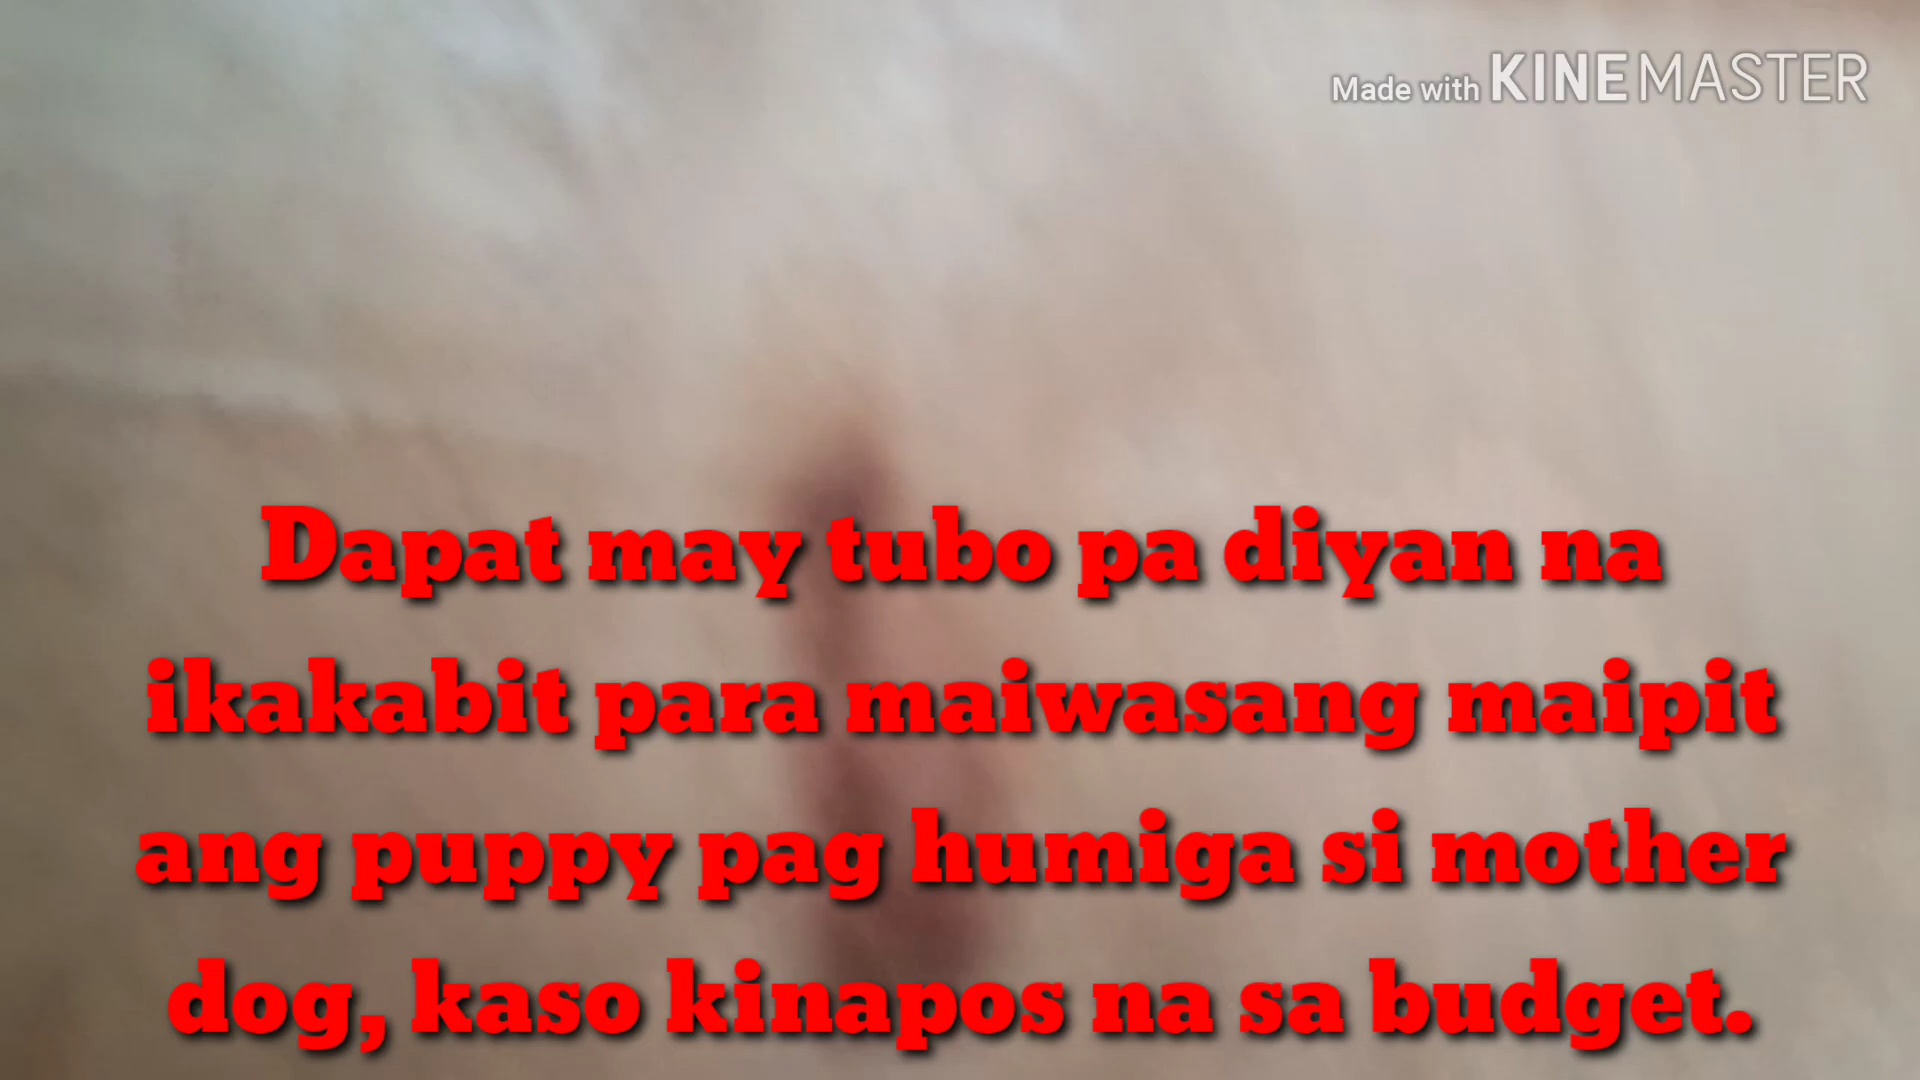 Made with KINEMASTER
Dapat may tubo pa diyan na
ikakabit para maiwasang maipit
ang puppy pag humiga si mother
dog, kaso kinapos na sa budget.